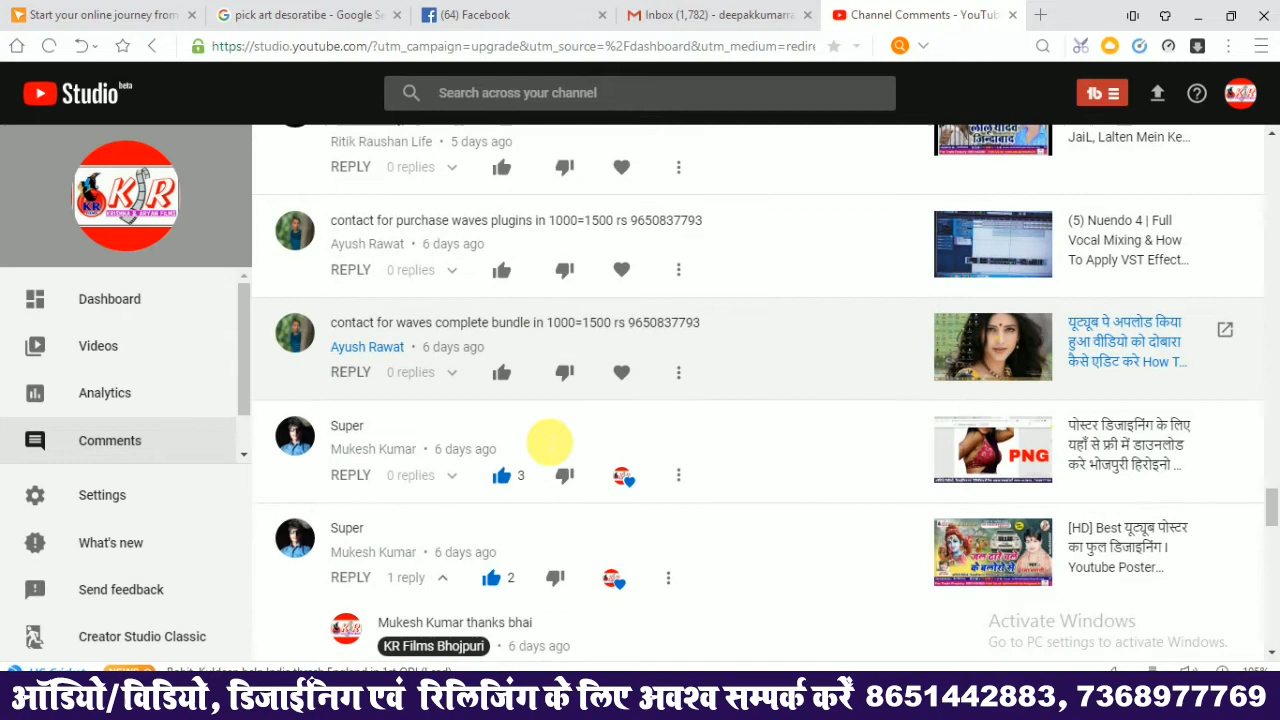 Start your online journey from
pick art desoratibe - Google Se
(64) Facebook
Inbox (1,782) - deepakkumarra
Channel Comments - YouTub
https://studio.youtube.com/?utm_campaign=upgrade&utm_source=%2Fdashboard&utm_medium=redire
Studio beta
Search across your channel
KR
KRISHNA & ARYAN FILMS
Dashboard
Videos
Analytics
Comments
Settings
What's new
Send feedback
Creator Studio Classic
Ritik Raushan Life • 5 days ago
REPLY 0 replies
JaiL, Lalten Mein Ke...
contact for purchase waves plugins in 1000=1500 rs 9650837793
Ayush Rawat • 6 days ago
REPLY 0 replies
(5) Nuendo 4 | Full
Vocal Mixing & How
To Apply VST Effect...
contact for waves complete bundle in 1000=1500 rs 9650837793
Ayush Rawat • 6 days ago
REPLY 0 replies
यूट्यूब पे अपलोड किया
हुआ वीडियो को दोबारा
कैसे एडिट करे How T...
Super
Mukesh Kumar • 6 days ago
REPLY 0 replies 3
PNG
पोस्टर डिजाइनिंग के लिए
यहाँ से फ्री में डाउनलोड
करे भोजपुरी हिरोइनो ...
Super
Mukesh Kumar • 6 days ago
REPLY 1 reply 2
[HD] Best यूट्यूब पोस्टर
का फुल डिजाइनिंग।
Youtube Poster...
Mukesh Kumar thanks bhai
KR Films Bhojpuri • 6 days ago
Activate Windows
Go to PC settings to activate Windows.
ऑडियो/विडियो, डिजाईनिग एवं रिलिजिंग के लिए अवश्य सम्पर्क करें 8651442883, 7368977769